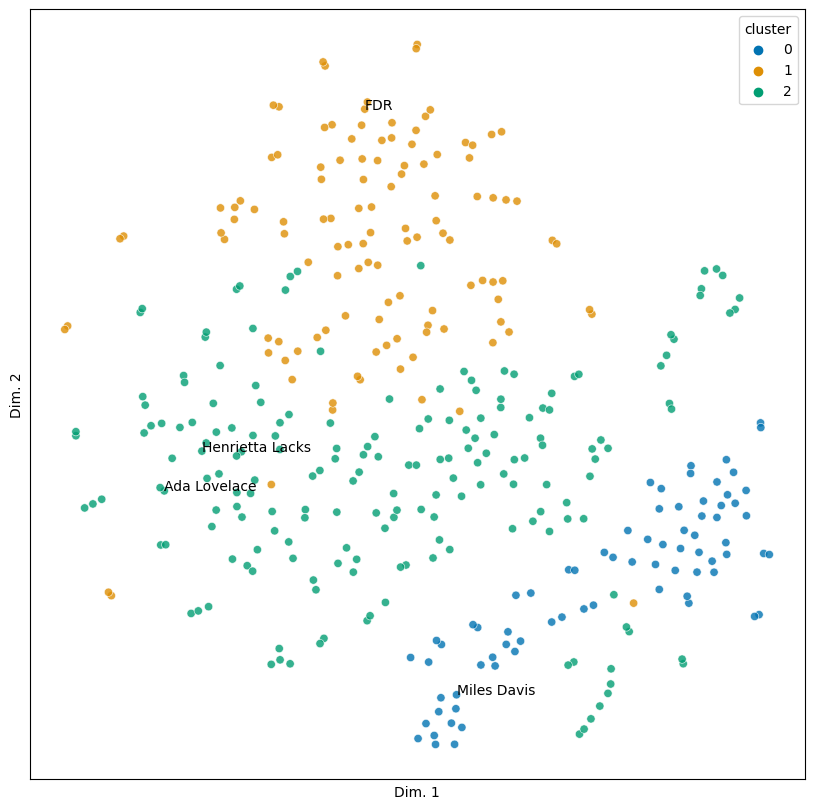 cluster
0
1
2
FDR
Henrietta Lacks
Ada Lovelace
Miles Davis
Dim. 2
Dim. 1